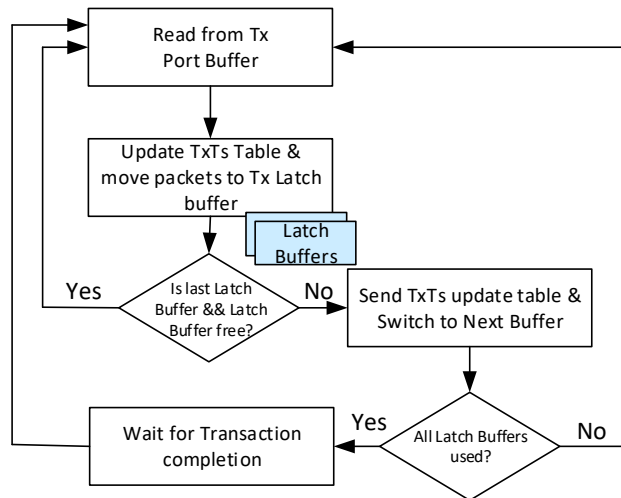 Read from Tx
Port Buffer
Update TxTs Table &
move packets to Tx Latch
buffer
Latch
Buffers
Yes
Is last Latch
Buffer && Latch
Buffer free?
No
Send TxTs update table &
Switch to Next Buffer
Wait for Transaction
completion
Yes
All Latch Buffers
used?
No